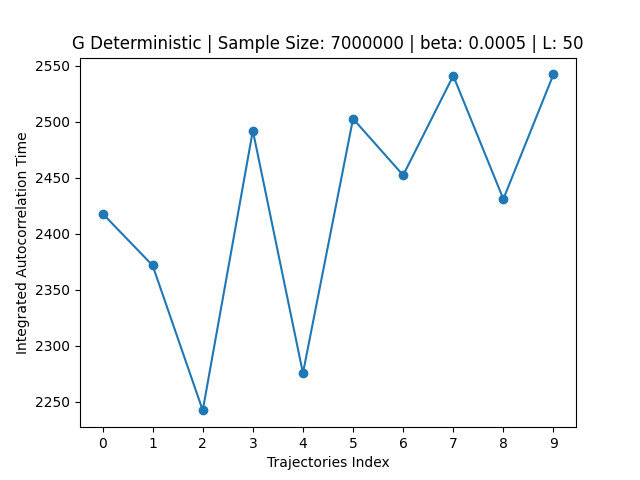 G Deterministic | Sample Size: 7000000 | beta: 0.0005 | L: 50
2550
2500
2450
2400
2350
2300
2250
Integrated Autocorrelation Time
0 1 2 3 4 5 6 7 8 9
Trajectories Index